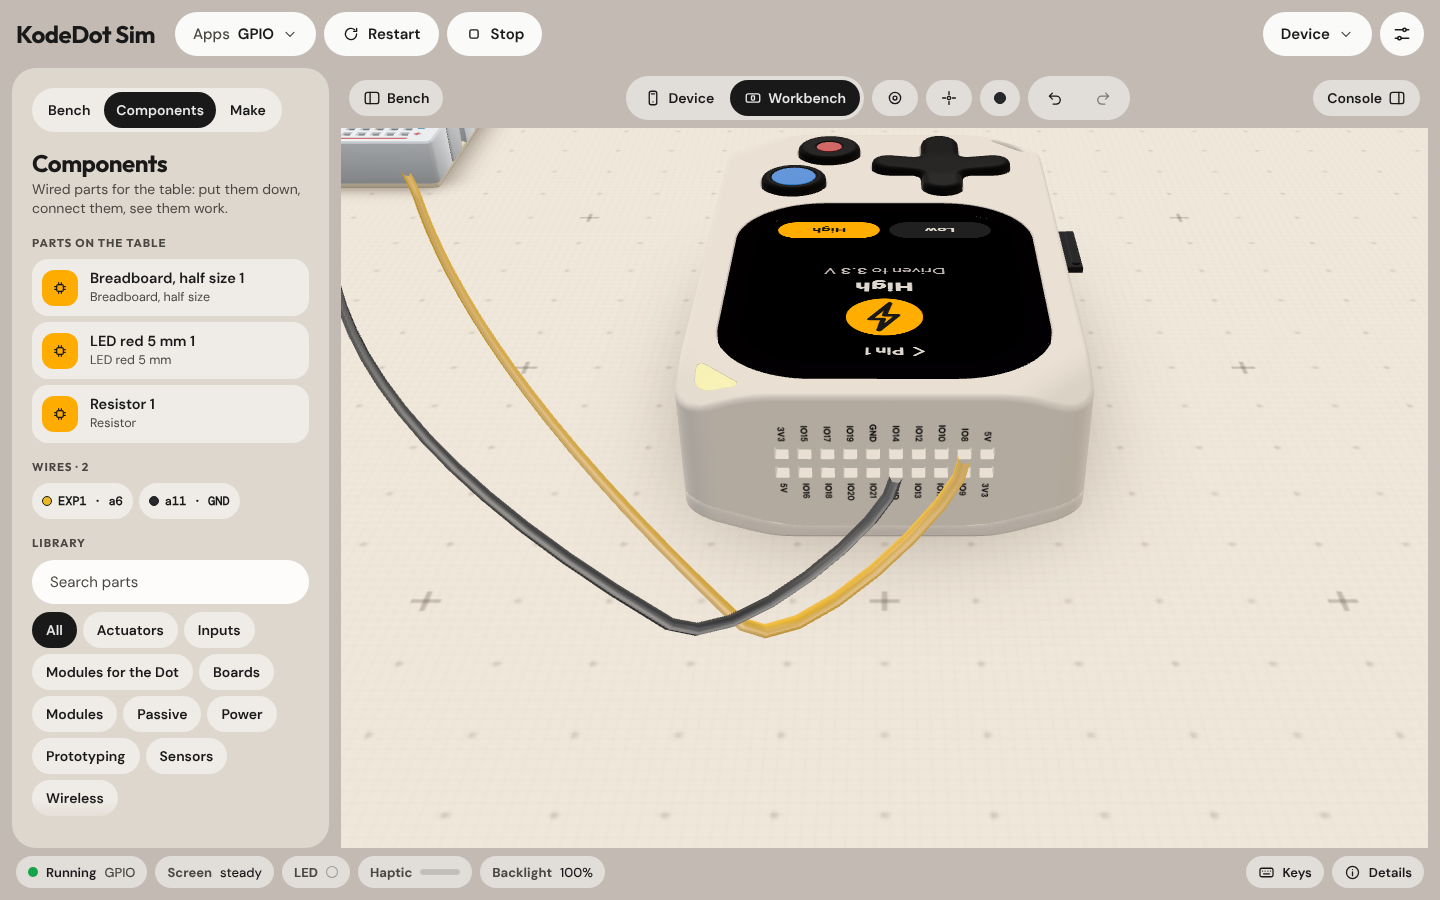 KodeDot Sim
Apps GPIO
Restart
Stop
Device
Bench
Components
Make
Components
Wired parts for the table: put them down,
connect them, see them work.
PARTS ON THE TABLE
Breadboard, half size 1
Breadboard, half size
LED red 5 mm 1
LED red 5 mm
Resistor 1
Resistor
WIRES · 2
EXP1 · a6
a11 · GND
LIBRARY
Search parts
All
Actuators
Inputs
Modules for the Dot
Boards
Modules
Passive
Power
Prototyping
Sensors
Wireless
Bench
Device
Workbench
Console
High
Low
Driven to 3.3 V
High
< Pin 1
3V3 IO15 IO17 IO19 GND IO14 IO12 IO10 IO8 5V
5V IO16 IO18 IO20 IO21 IO13 IO9 3V3
Running GPIO
Screen steady
LED
Haptic
Backlight 100%
Keys
Details